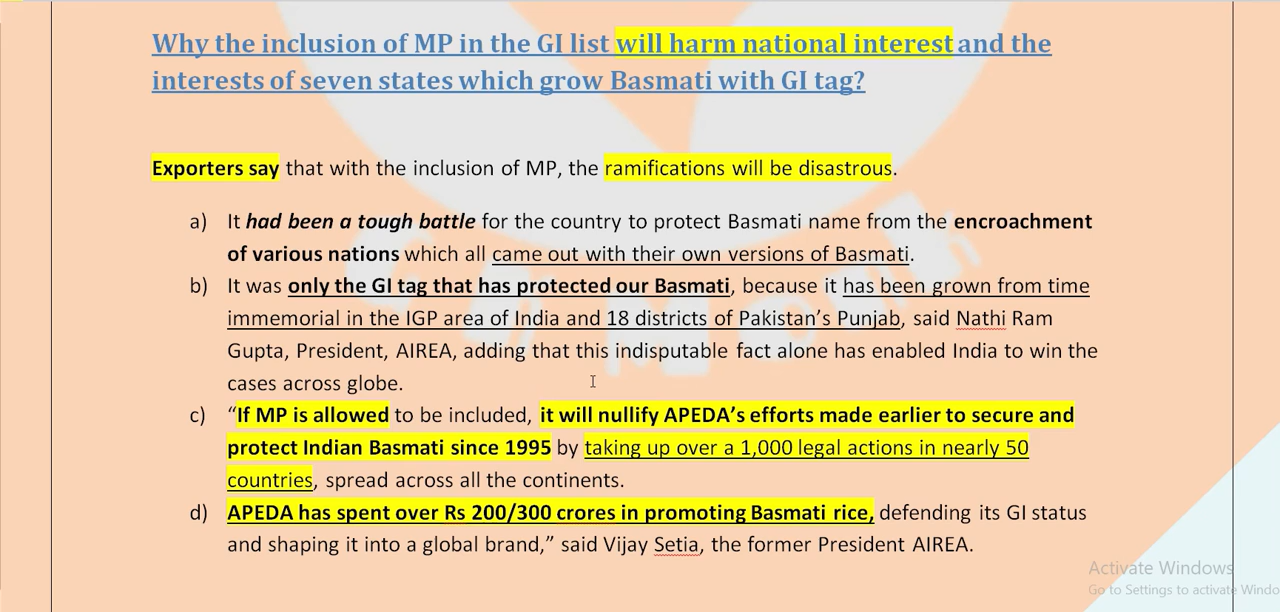 Why the inclusion of MP in the GI list will harm national interest and the
interests of seven states which grow Basmati with GI tag?
Exporters say that with the inclusion of MP, the ramifications will be disastrous.
a) It had been a tough battle for the country to protect Basmati name from the encroachment
of various nations which all came out with their own versions of Basmati.
b) It was only the GI tag that has protected our Basmati, because it has been grown from time
immemorial in the IGP area of India and 18 districts of Pakistan's Punjab, said Nathi Ram
Gupta, President, AIREA, adding that this indisputable fact alone has enabled India to win the
cases across globe.
c) “If MP is allowed to be included, it will nullify APEDA's efforts made earlier to secure and
protect Indian Basmati since 1995 by taking up over a 1,000 legal actions in nearly 50
countries, spread across all the continents.
d) APEDA has spent over Rs 200/300 crores in promoting Basmati rice, defending its GI status
and shaping it into a global brand,” said Vijay Setia, the former President AIREA.
Activate Windows
Go to Settings to activate Windo